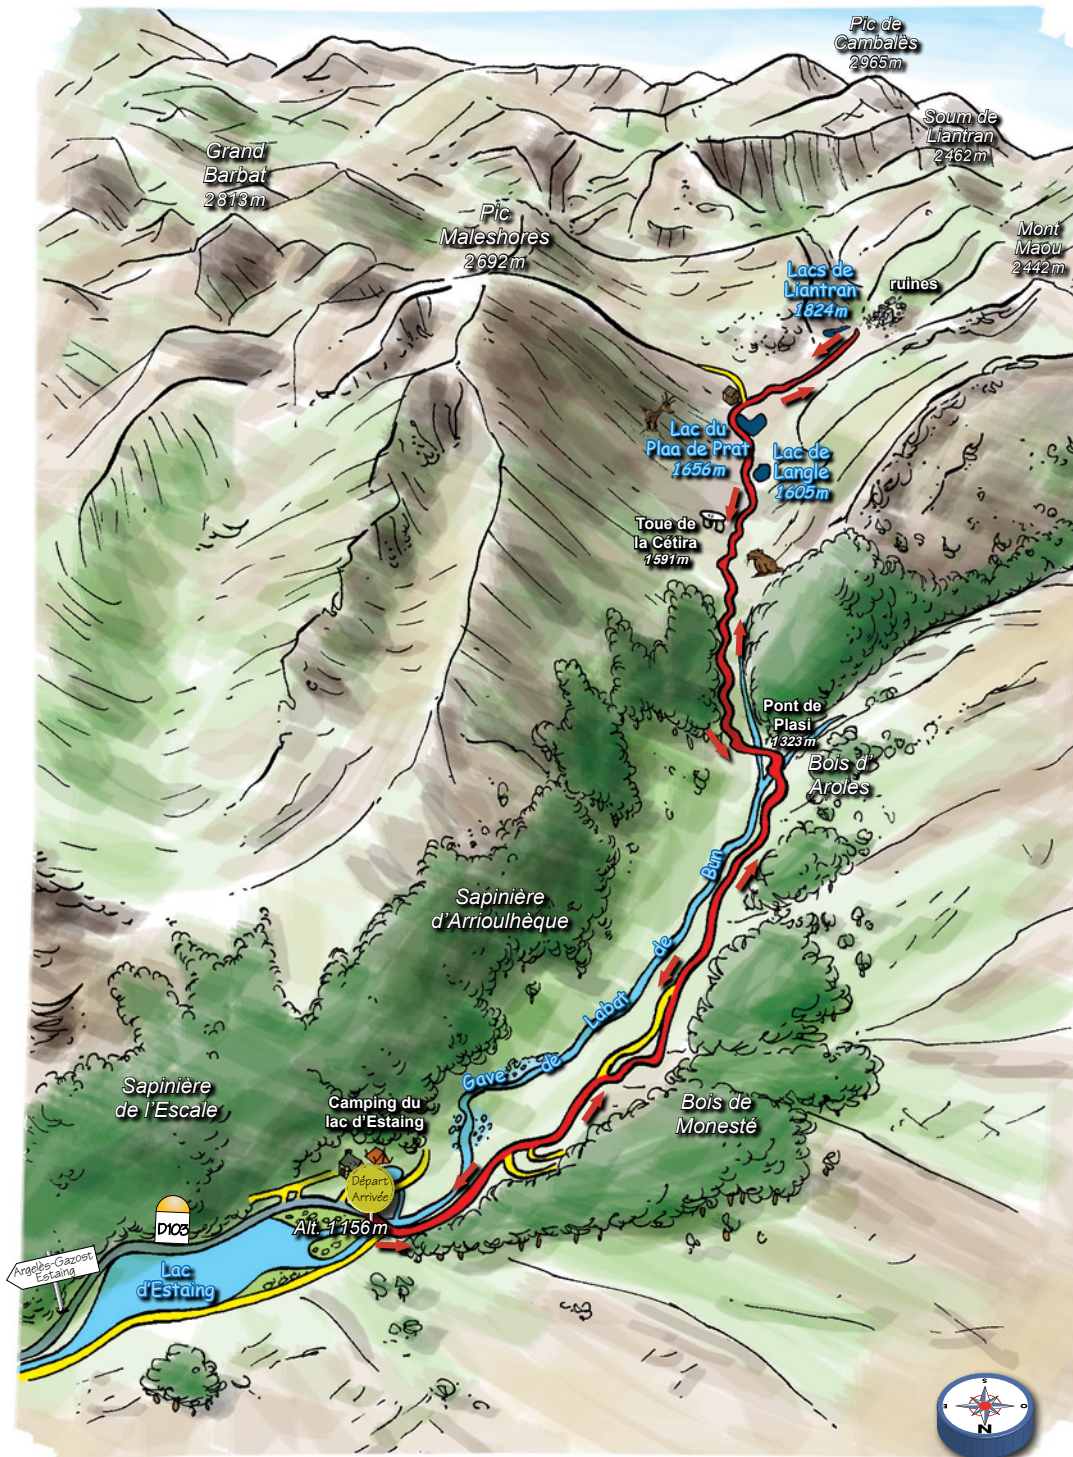 Pic de
Cambalès
2965m
Soum de
Liantran
2462m
Grand
Barbat
2813m
Pic
Maleshores
2692m
Mont
Maou
2442m
Lacs de
Liantran
1824m
ruines
Lac du
Plaa de Prat
1656m
Lac de
Langle
1605m
Toue de
la Cétira
1591m
Pont de
Plasi
1323m
Bois d'
Aroles
Sapinière
d'Arrioulhèque
Gave de Labat de Bun
Sapinière
de l'Escale
Camping du
lac d'Estaing
Bois de
Monesté
Départ
Arrivée
Alt. 1156m
D103
Argelès-Gazost
Estaing
Lac
d'Estaing
S
E
O
N